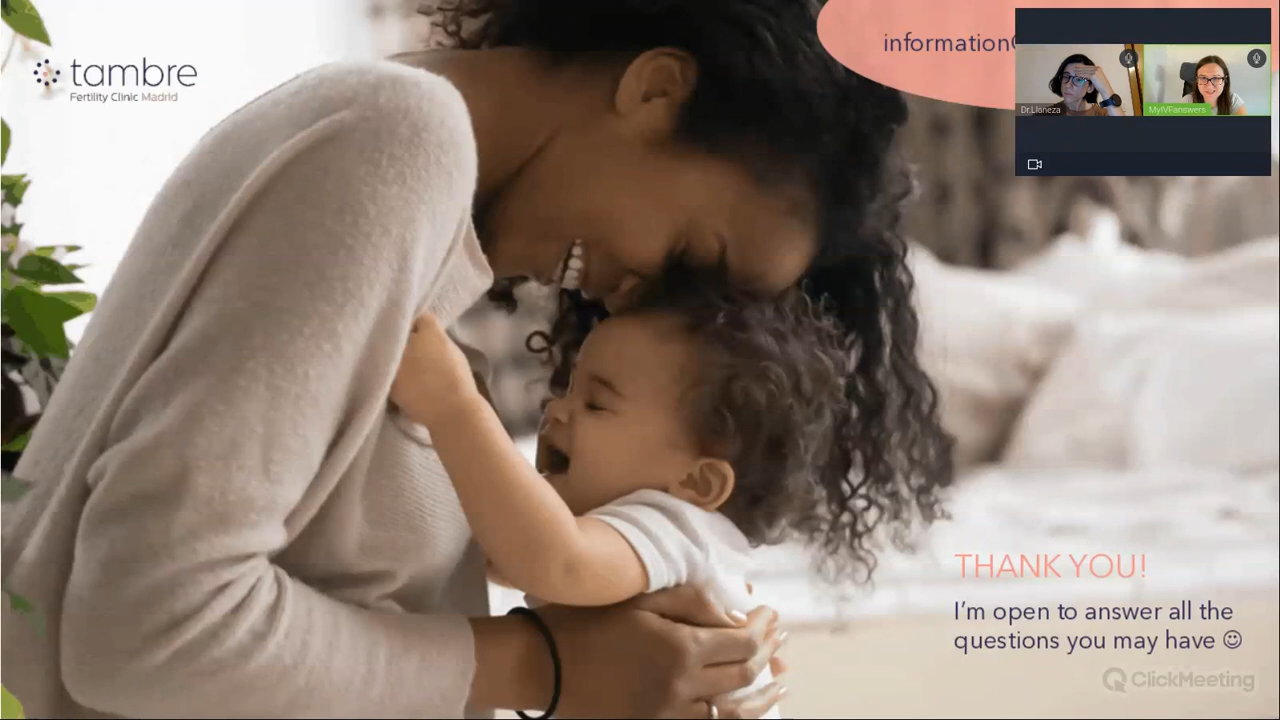 tambre
Fertility Clinic Madrid
information
Dr.Llaneza
MyIVFanswers
THANK YOU!
I'm open to answer all the
questions you may have ☺
ClickMeeting